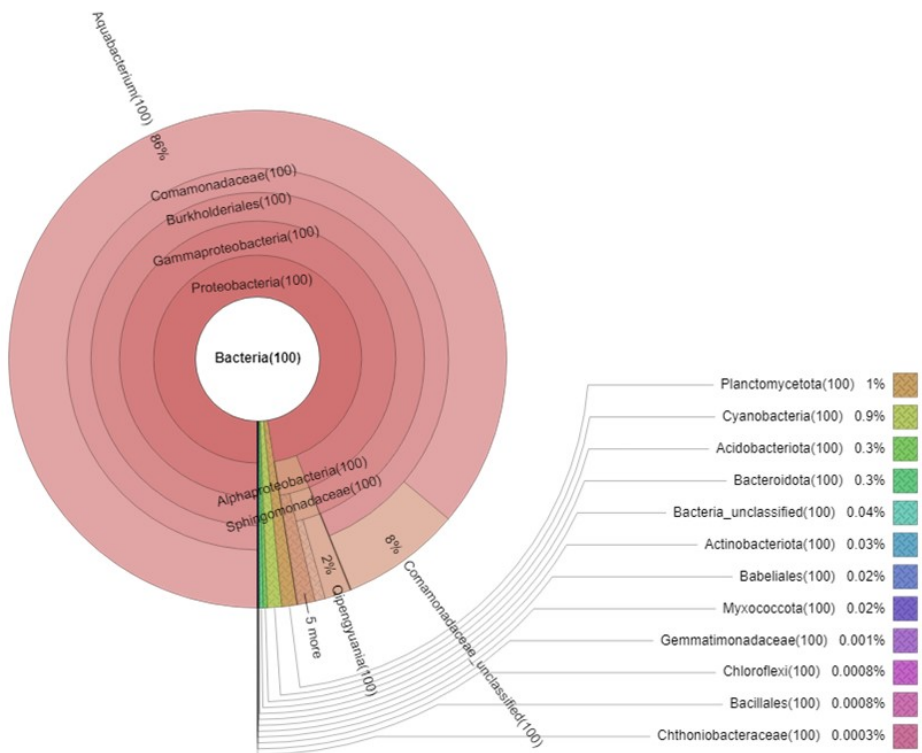 Aquabacterium(100) 86%
Comamonadaceae(100)
Burkholderiales(100)
Gammaproteobacteria(100)
Proteobacteria(100)
Bacteria(100)
Alphaproteobacteria(100)
Sphingomonadaceae(100)
8% Comamonadaceae_unclassified(100)
2% Qipengyuania(100)
5 more
Planctomycetota(100) 1%
Cyanobacteria(100) 0.9%
Acidobacteriota(100) 0.3%
Bacteroidota(100) 0.3%
Bacteria_unclassified(100) 0.04%
Actinobacteriota(100) 0.03%
Babeliales(100) 0.02%
Myxococcota(100) 0.02%
Gemmatimonadaceae(100) 0.001%
Chloroflexi(100) 0.0008%
Bacillales(100) 0.0008%
Chthoniobacteraceae(100) 0.0003%